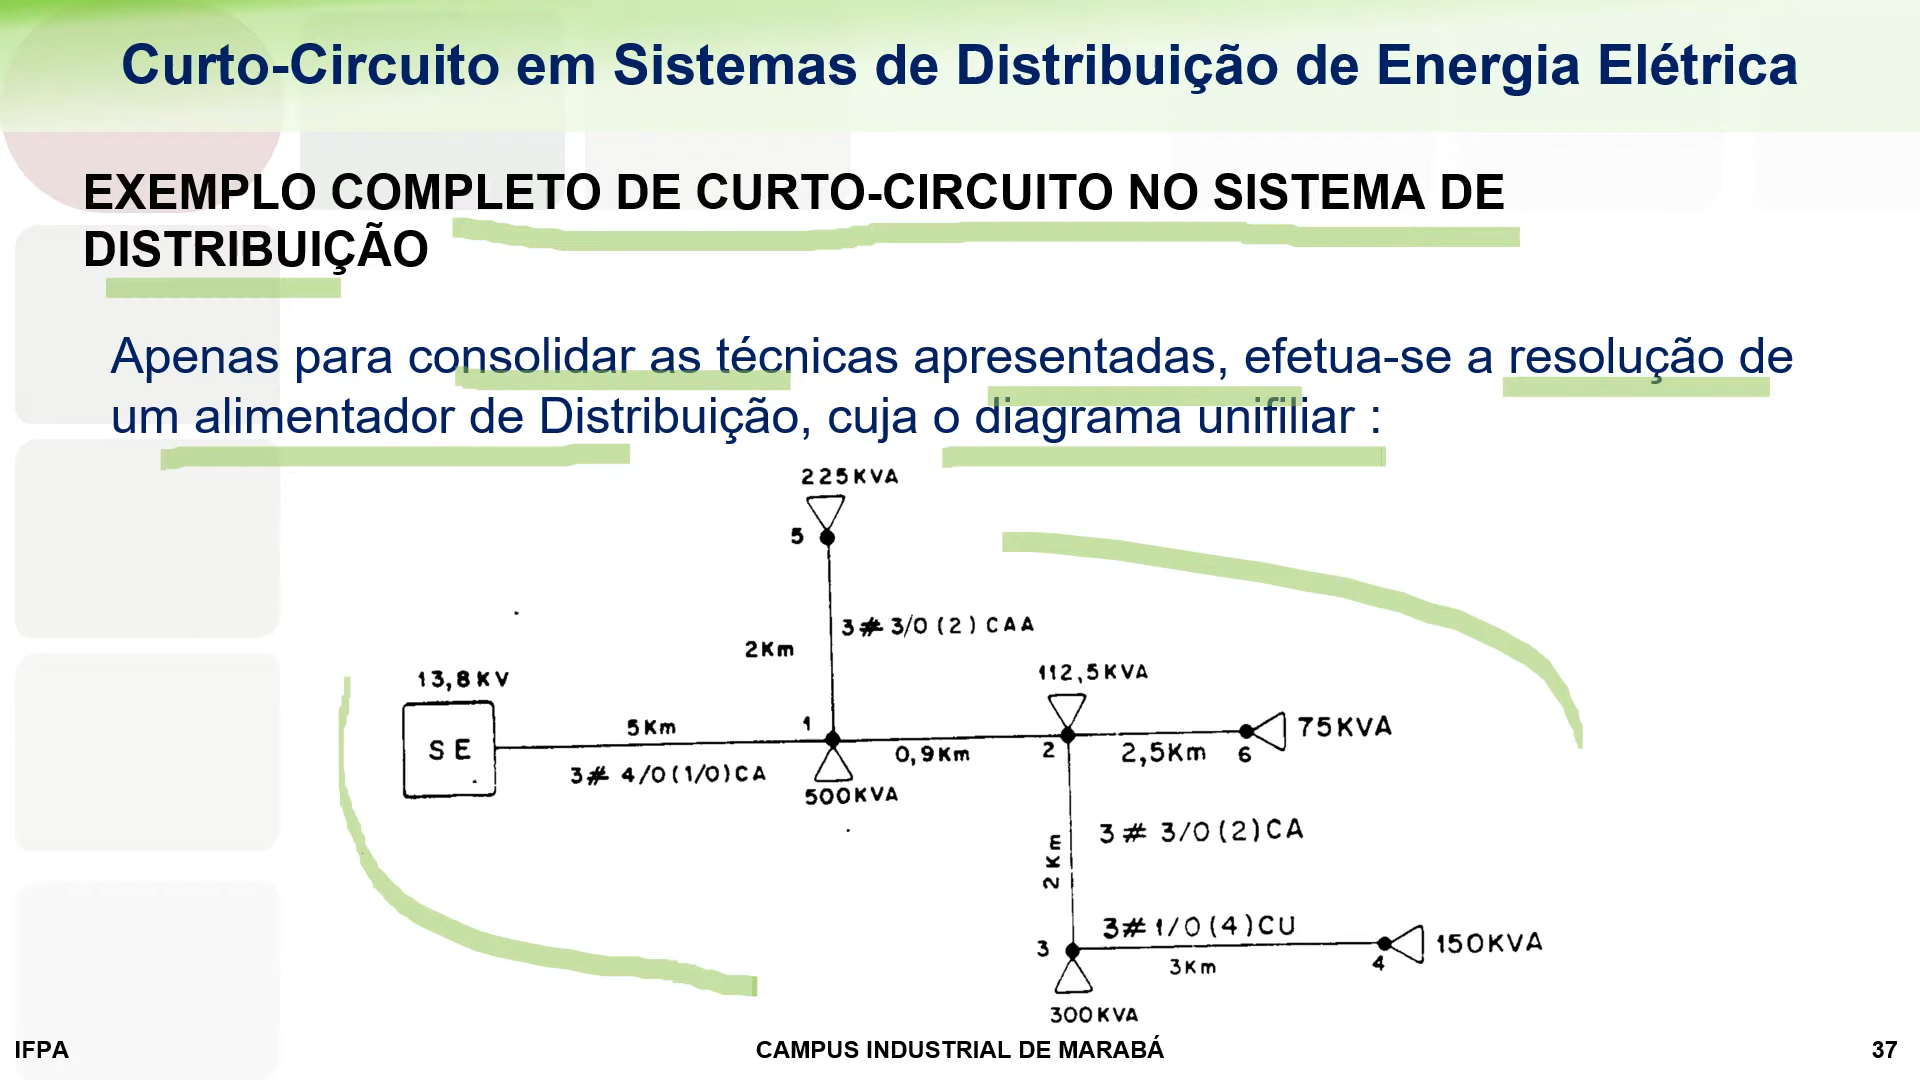 Curto-Circuito em Sistemas de Distribuição de Energia Elétrica
EXEMPLO COMPLETO DE CURTO-CIRCUITO NO SISTEMA DE
DISTRIBUIÇÃO
Apenas para consolidar as técnicas apresentadas, efetua-se a resolução de
um alimentador de Distribuição, cuja o diagrama unifiliar :
225KVA
5
3# 3/0(2) CAA
2Km
13,8KV
112,5KVA
SE
5Km
1
3# 4/0(1/0)CA
500KVA
0,9Km
2
2,5Km
6
75KVA
3# 3/0(2)CA
2Km
3
3#1/0(4)CU
3Km
4
150KVA
300KVA
IFPA
CAMPUS INDUSTRIAL DE MARABÁ
37